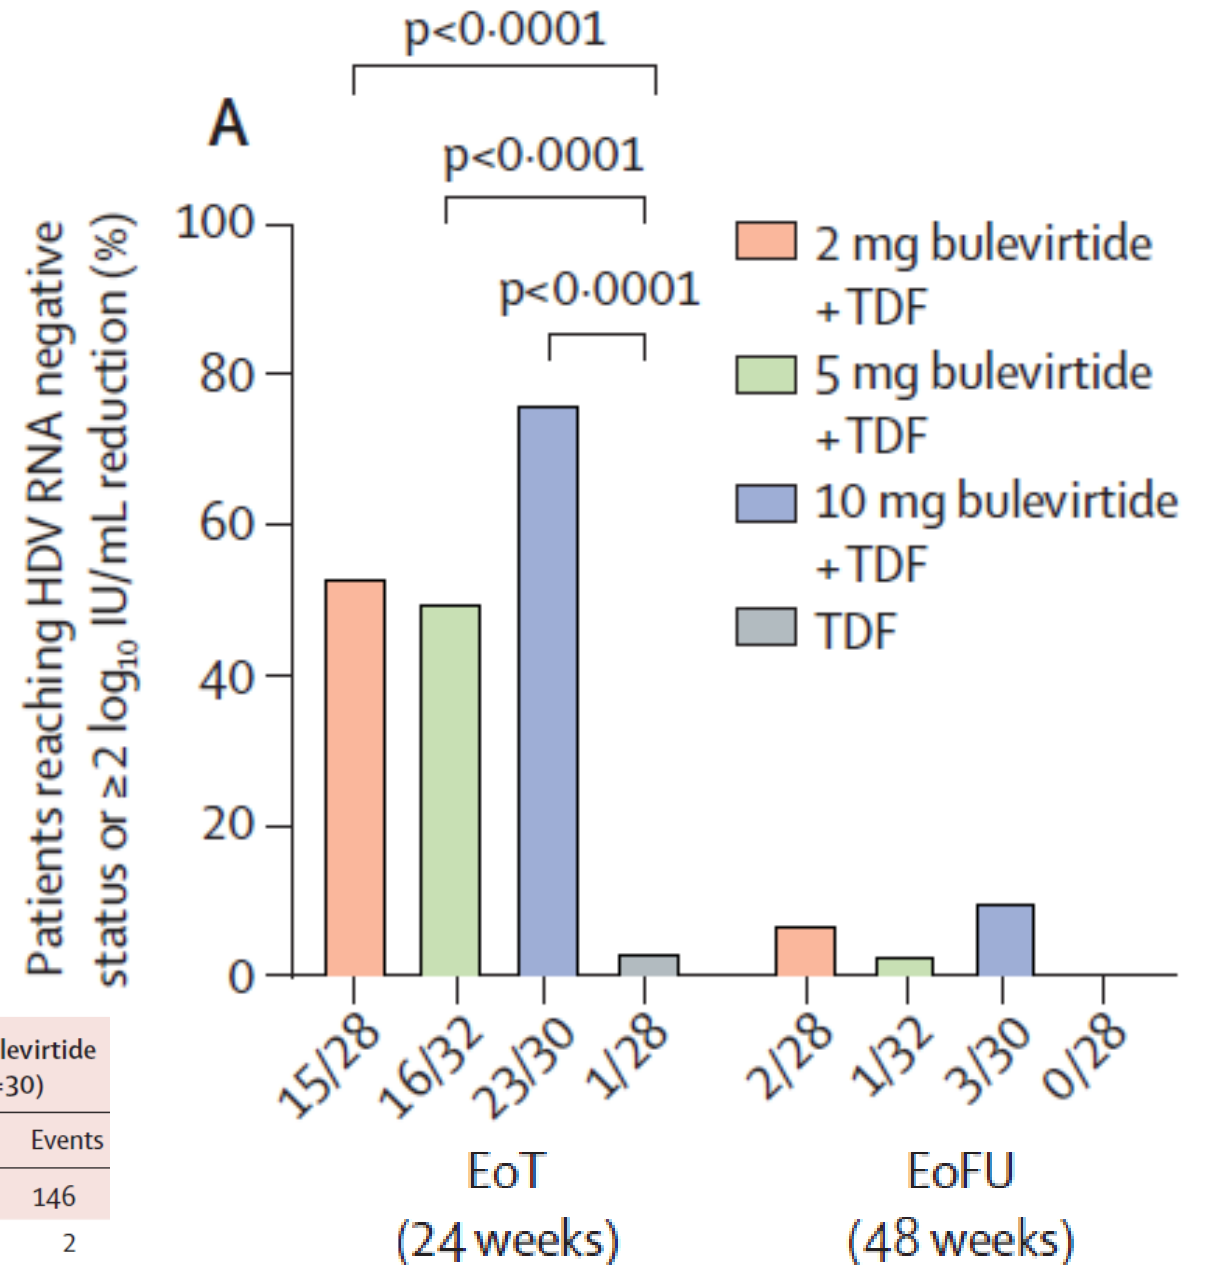 p<0·0001
A
p<0·0001
p<0·0001
Patients reaching HDV RNA negative
status or ≥2 log₁₀ IU/mL reduction (%)
100
80
60
40
20
0
2 mg bulevirtide
+ TDF
5 mg bulevirtide
+ TDF
10 mg bulevirtide
+ TDF
TDF
15/28
16/32
23/30
1/28
2/28
1/32
3/30
0/28
EoT
(24 weeks)
EoFU
(48 weeks)
levirtide
=30)
Events
146
2